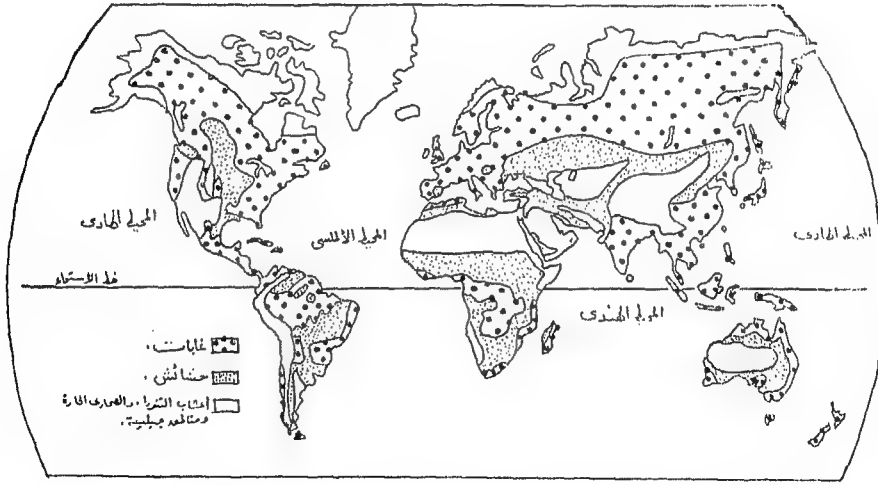 المحيط الهادى
المحيط الأطلسى
المحيط الهادى
خط الاستواء
المحيط الهندى
غابات.
حشائش.
أعشاب التندرا، والصحارى الحارة
ومناطق جبلية.